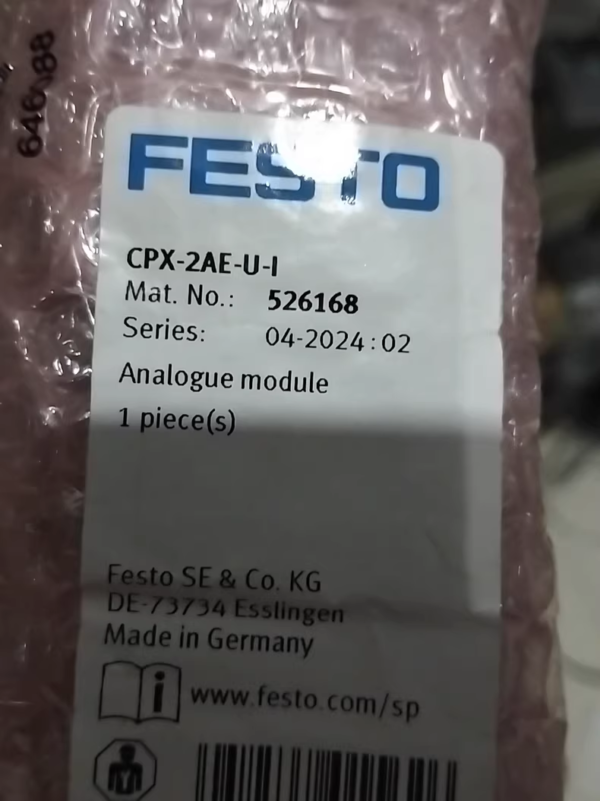 FESTO
CPX-2AE-U-I
Mat. No.: 526168
Series: 04-2024:02
Analogue module
1 piece(s)
Festo SE & Co. KG
DE-73734 Esslingen
Made in Germany
www.festo.com/sp